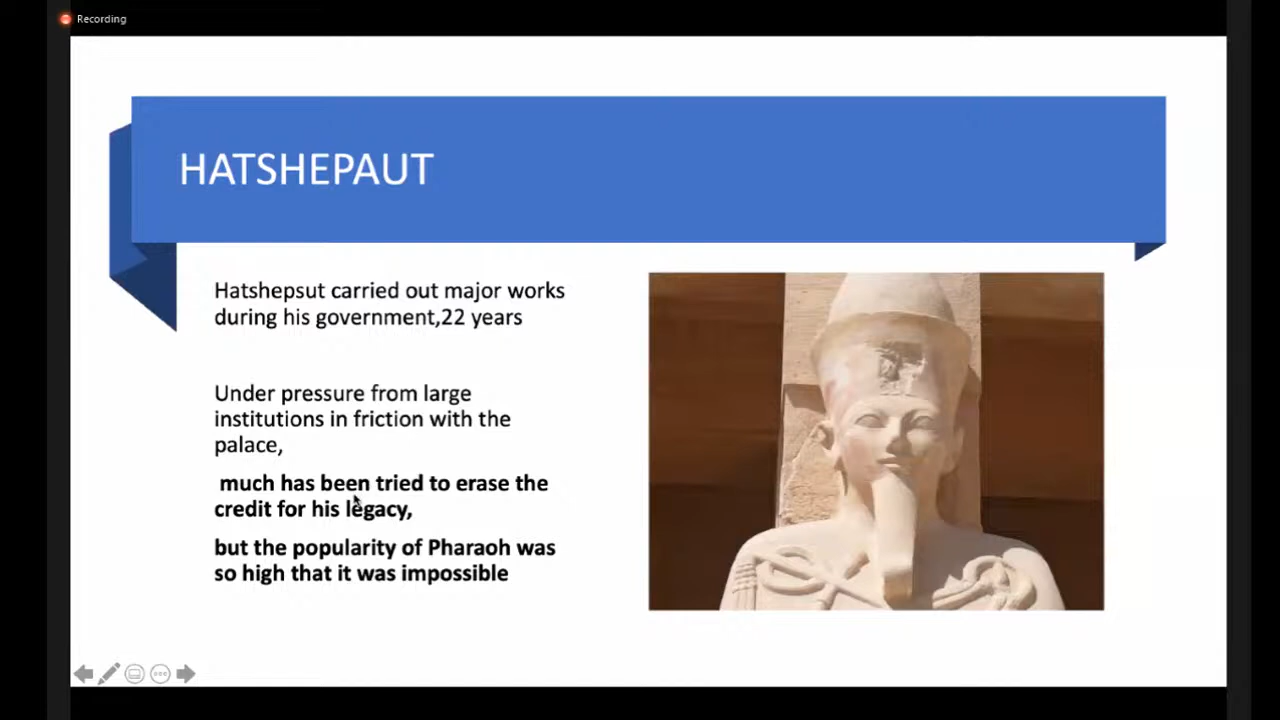 Recording
HATSHEPAUT
Hatshepsut carried out major works
during his government,22 years
Under pressure from large
institutions in friction with the
palace,
much has been tried to erase the
credit for his legacy,
but the popularity of Pharaoh was
so high that it was impossible